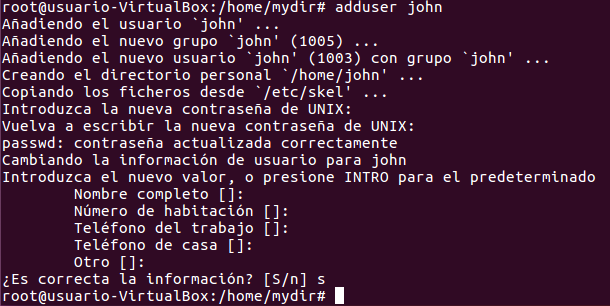 root@usuario-VirtualBox:/home/mydir# adduser john
Añadiendo el usuario `john' ...
Añadiendo el nuevo grupo `john' (1005) ...
Añadiendo el nuevo usuario `john' (1003) con grupo `john' ...
Creando el directorio personal `/home/john' ...
Copiando los ficheros desde `/etc/skel' ...
Introduzca la nueva contraseña de UNIX:
Vuelva a escribir la nueva contraseña de UNIX:
passwd: contraseña actualizada correctamente
Cambiando la información de usuario para john
Introduzca el nuevo valor, o presione INTRO para el predeterminado
Nombre completo []:
Número de habitación []:
Teléfono del trabajo []:
Teléfono de casa []:
Otro []:
¿Es correcta la información? [S/n] s
root@usuario-VirtualBox:/home/mydir#